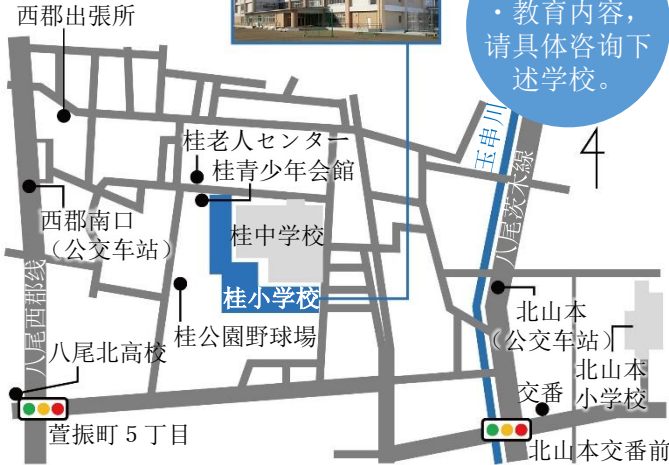 西郡出張所
・教育内容，
请具体咨询下
述学校。
玉串川
桂老人センター
桂青少年会館
八尾茨木線
西郡南口
（公交车站）
桂中学校
八尾西郡线
桂小学校
北山本
（公交车站）
桂公園野球場
八尾北高校
北山本
小学校
交番
萱振町５丁目
北山本交番前